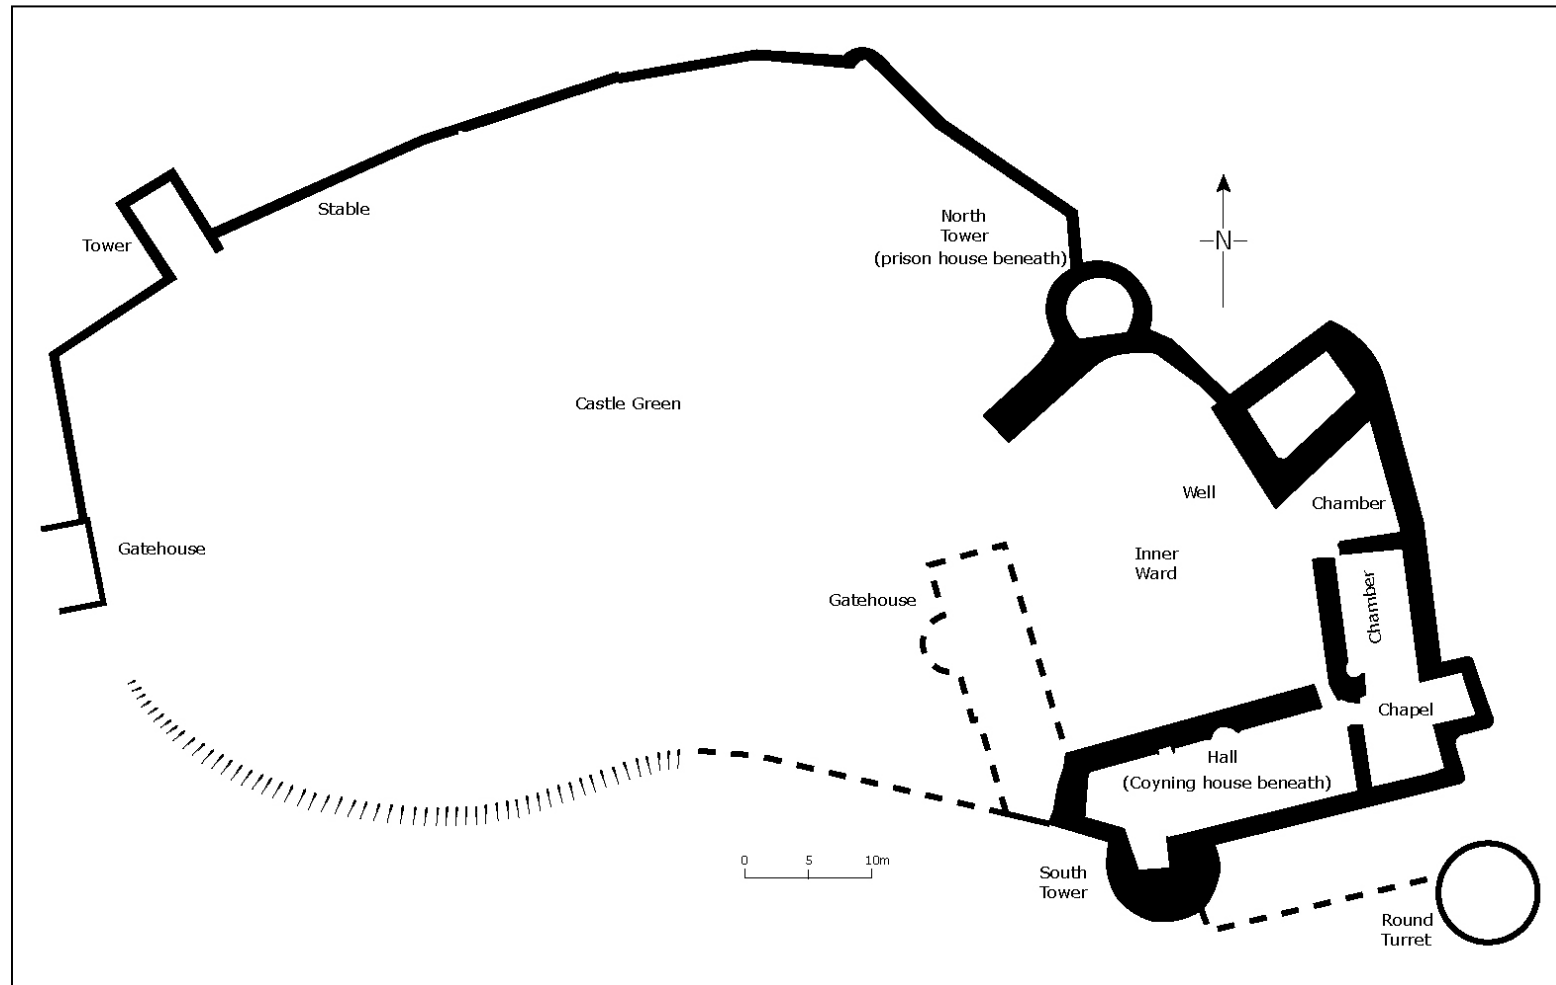 Stable
Tower
North
Tower
(prison house beneath)
N
Castle Green
Well
Chamber
Gatehouse
Inner
Ward
Gatehouse
Chamber
Chapel
Hall
(Coyning house beneath)
0 5 10m
South
Tower
Round
Turret